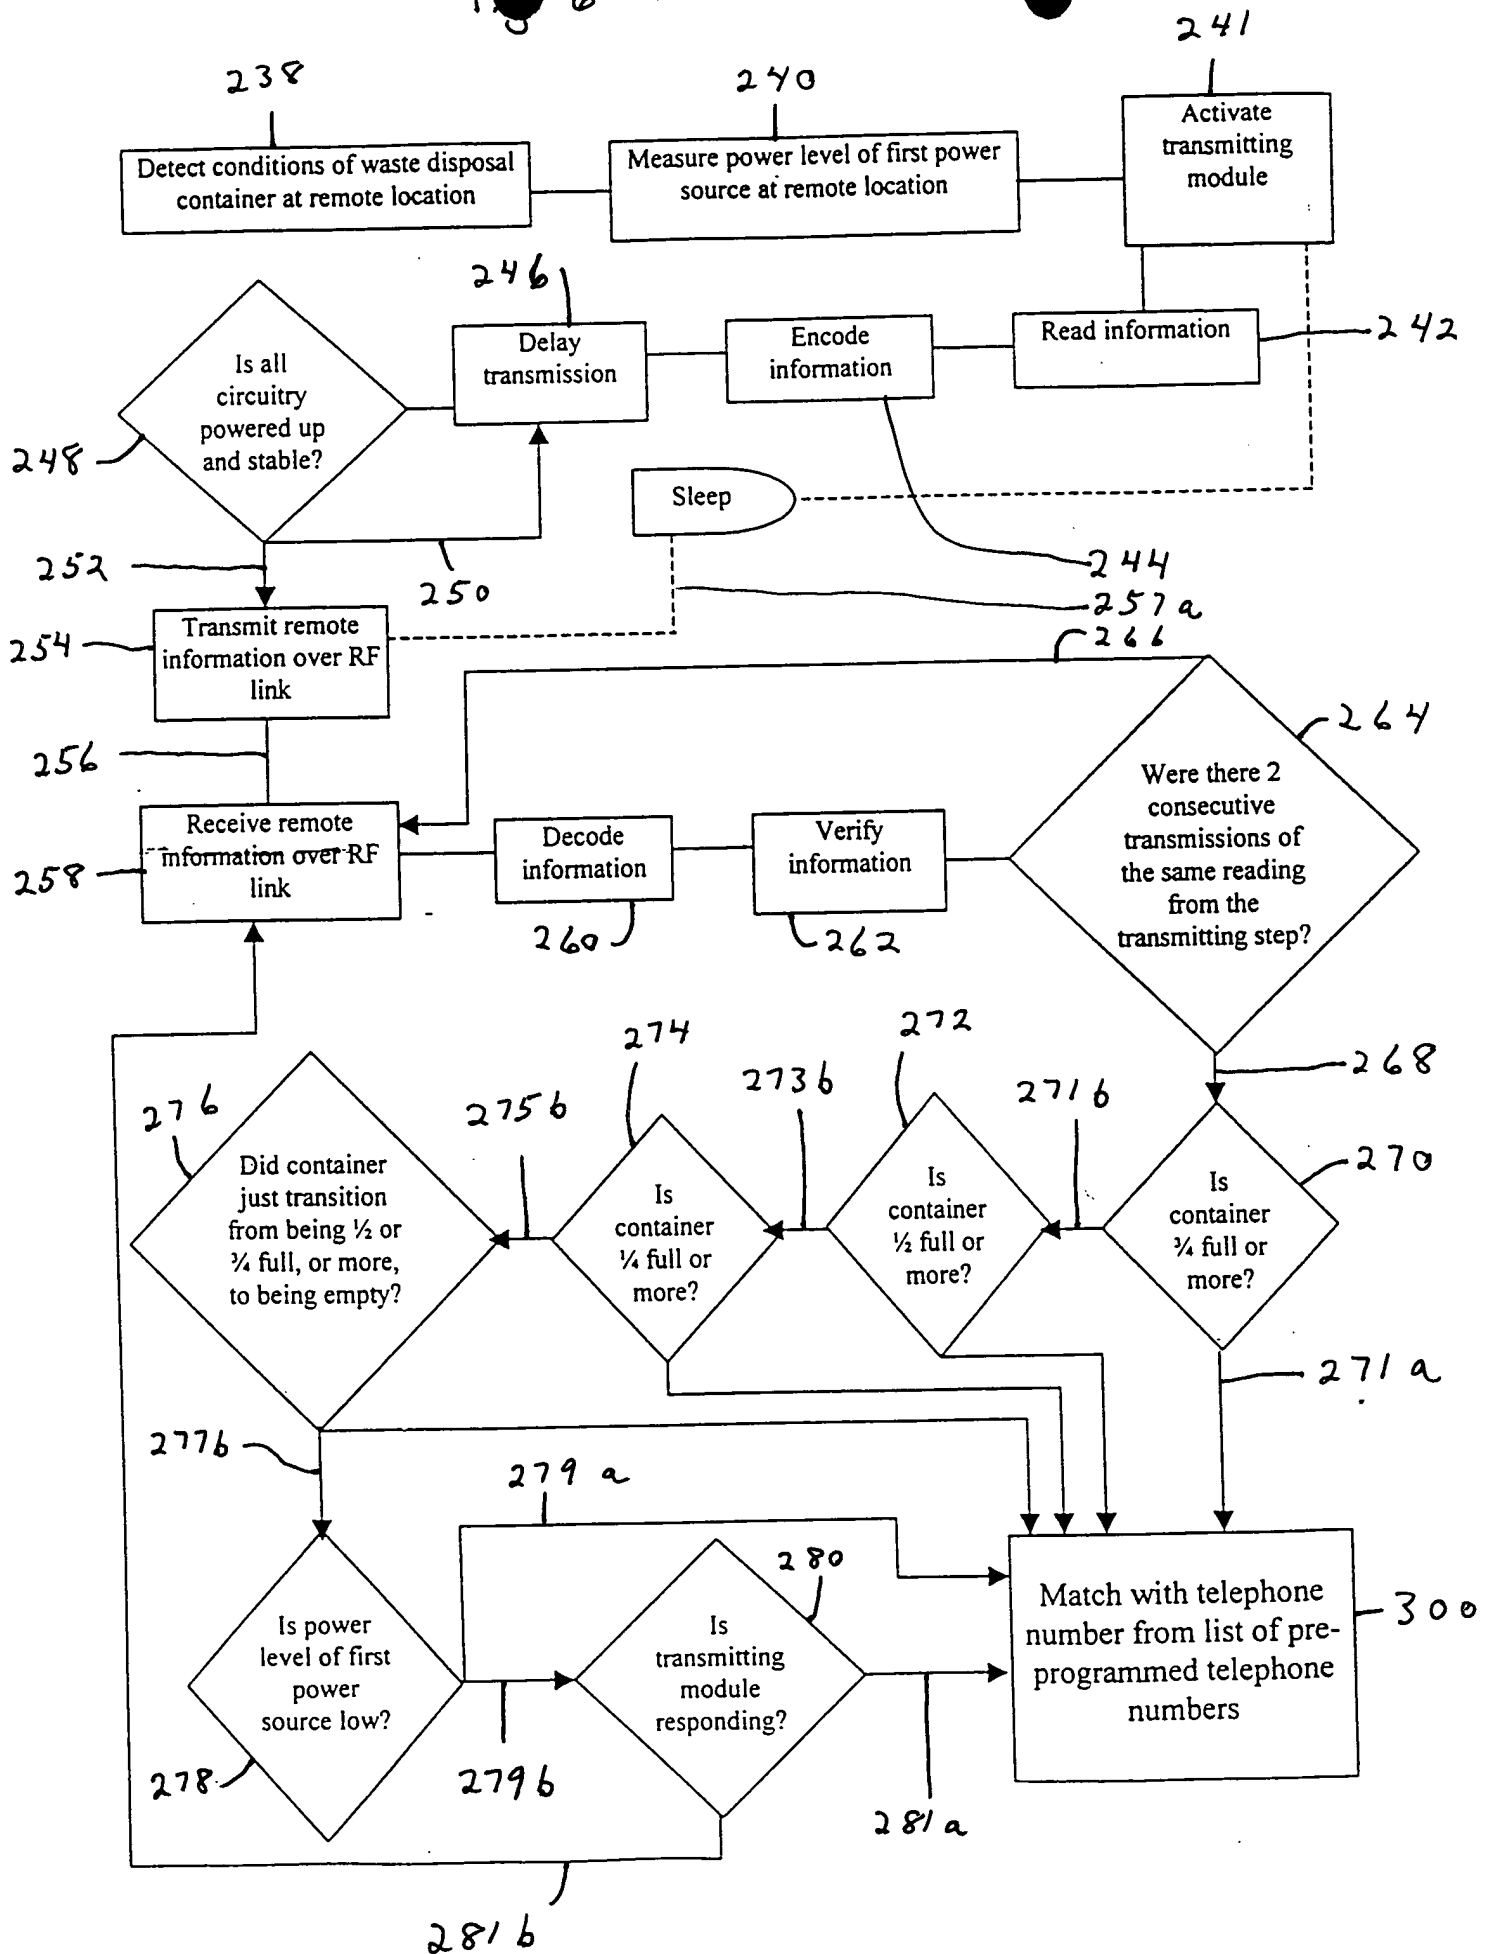 6
241
238
240
Activate
transmitting
module
Detect conditions of waste disposal
container at remote location
Measure power level of first power
source at remote location
246
Is all
circuitry
powered up
and stable?
Delay
transmission
Encode
information
Read information
242
248
Sleep
252
250
244
257a
266
254
Transmit remote
information over RF
link
264
256
Were there 2
consecutive
transmissions of
the same reading
from the
transmitting step?
Receive remote
information over RF
link
Decode
information
Verify
information
258
260
262
274
272
268
276
275b
273b
271b
270
Did container
just transition
from being ½ or
¾ full, or more,
to being empty?
Is
container
¼ full or
more?
Is
container
½ full or
more?
Is
container
¾ full or
more?
271a
277b
279a
280
Is power
level of first
power
source low?
Is
transmitting
module
responding?
Match with telephone
number from list of pre-
programmed telephone
numbers
300
278
279b
281a
281b